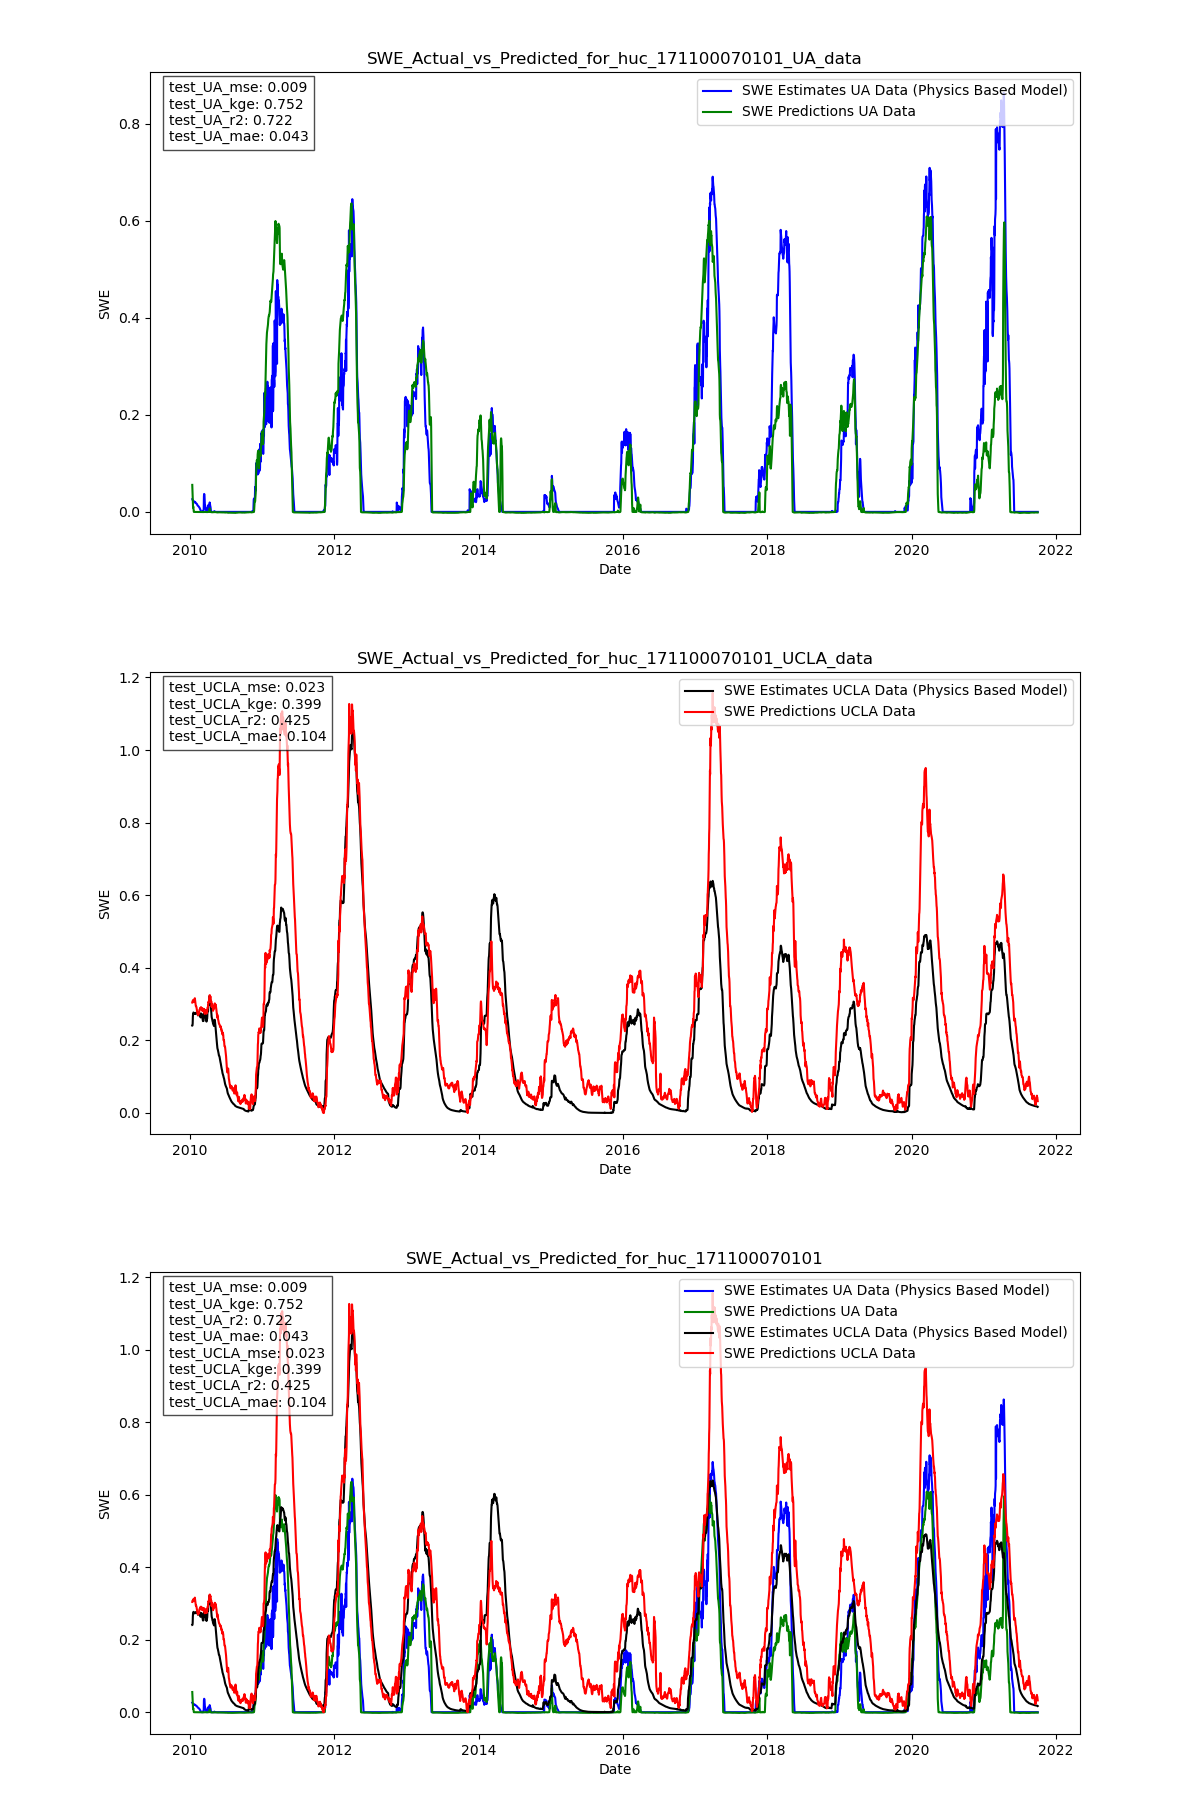 SWE_Actual_vs_Predicted_for_huc_171100070101_UA_data
test_UA_mse: 0.009
test_UA_kge: 0.752
test_UA_r2: 0.722
test_UA_mae: 0.043
SWE Estimates UA Data (Physics Based Model)
SWE Predictions UA Data
0.8
0.6
0.4
0.2
0.0
SWE
2010 2012 2014 2016 2018 2020 2022
Date
SWE_Actual_vs_Predicted_for_huc_171100070101_UCLA_data
test_UCLA_mse: 0.023
test_UCLA_kge: 0.399
test_UCLA_r2: 0.425
test_UCLA_mae: 0.104
SWE Estimates UCLA Data (Physics Based Model)
SWE Predictions UCLA Data
1.2
1.0
0.8
0.6
0.4
0.2
0.0
SWE
2010 2012 2014 2016 2018 2020 2022
Date
SWE_Actual_vs_Predicted_for_huc_171100070101
test_UA_mse: 0.009
test_UA_kge: 0.752
test_UA_r2: 0.722
test_UA_mae: 0.043
test_UCLA_mse: 0.023
test_UCLA_kge: 0.399
test_UCLA_r2: 0.425
test_UCLA_mae: 0.104
SWE Estimates UA Data (Physics Based Model)
SWE Predictions UA Data
SWE Estimates UCLA Data (Physics Based Model)
SWE Predictions UCLA Data
1.2
1.0
0.8
0.6
0.4
0.2
0.0
SWE
2010 2012 2014 2016 2018 2020 2022
Date